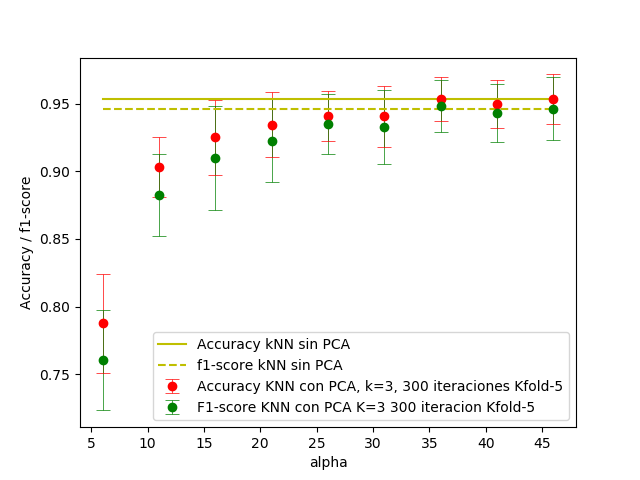 0.95
0.90
0.85
0.80
0.75
Accuracy / f1-score
Accuracy kNN sin PCA
f1-score kNN sin PCA
Accuracy KNN con PCA, k=3, 300 iteraciones Kfold-5
F1-score KNN con PCA K=3 300 iteracion Kfold-5
5 10 15 20 25 30 35 40 45
alpha